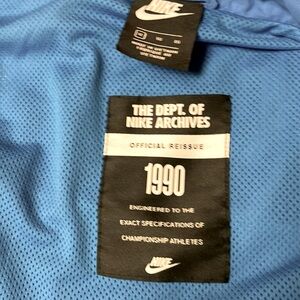 NIKE
THE DEPT. OF
NIKE ARCHIVES
OFFICIAL REISSUE
1990
ENGINEERED TO THE
EXACT SPECIFICATIONS OF
CHAMPIONSHIP ATHLETES
NIKE